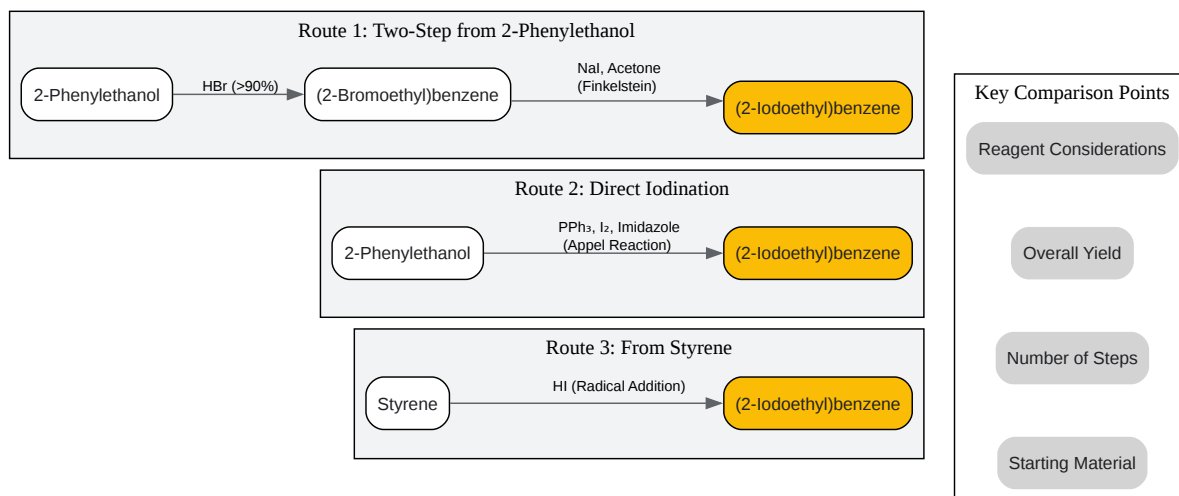 Route 1: Two-Step from 2-Phenylethanol
2-Phenylethanol
HBr (>90%)
(2-Bromoethyl)benzene
NaI, Acetone
(Finkelstein)
(2-Iodoethyl)benzene
Route 2: Direct Iodination
2-Phenylethanol
PPh₃, I₂, Imidazole
(Appel Reaction)
(2-Iodoethyl)benzene
Route 3: From Styrene
Styrene
HI (Radical Addition)
(2-Iodoethyl)benzene
Key Comparison Points
Reagent Considerations
Overall Yield
Number of Steps
Starting Material